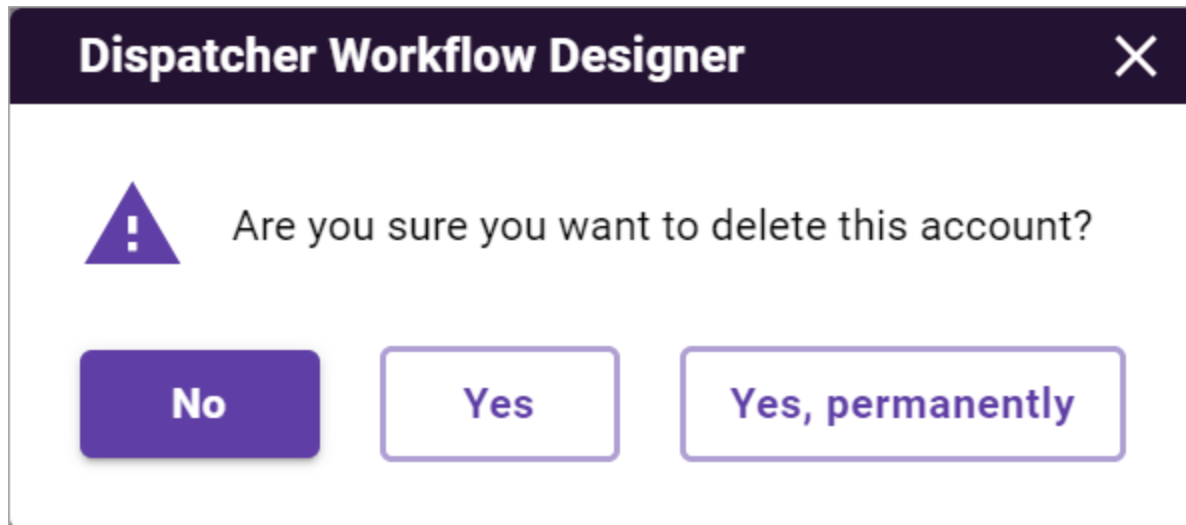 Dispatcher Workflow Designer
Are you sure you want to delete this account?
No
Yes
Yes, permanently